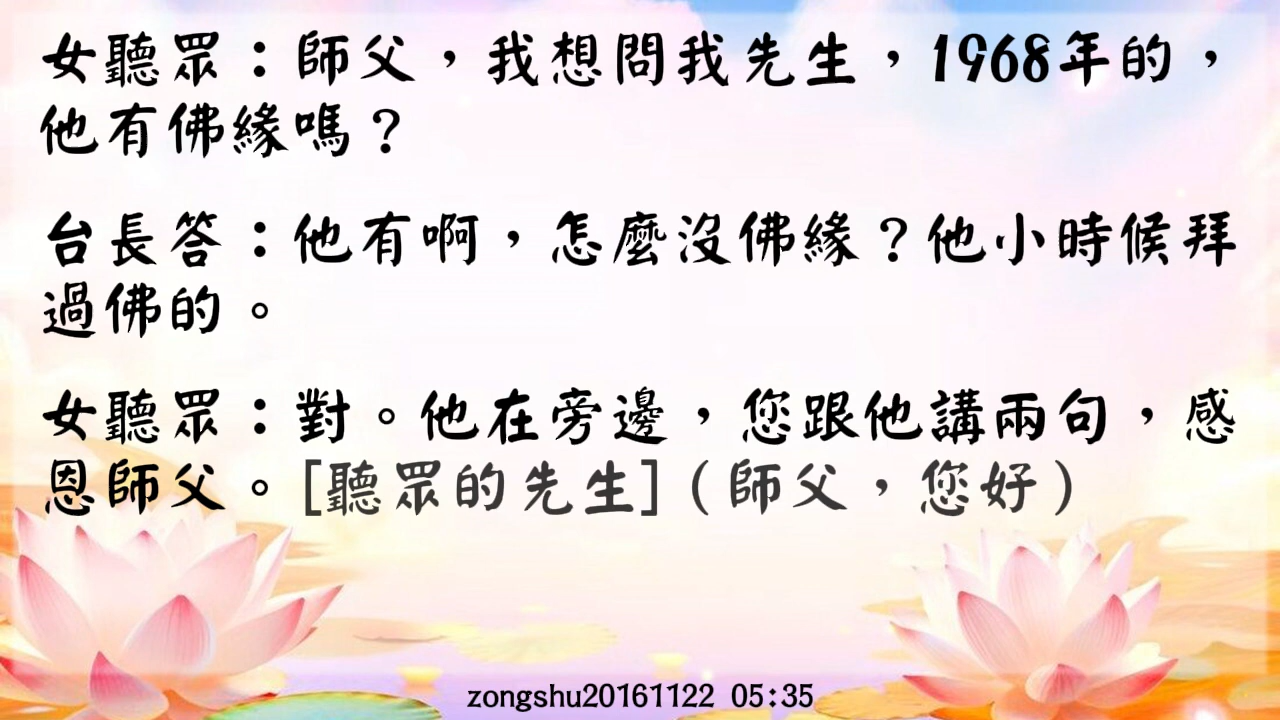 女聽眾：師父，我想問我先生，1968年的，
他有佛緣嗎？
台長答：他有啊，怎麼沒佛緣？他小時候拜
過佛的。
女聽眾：對。他在旁邊，您跟他講兩句，感
恩師父。[聽眾的先生]（師父，您好）
zongshu20161122 05:35